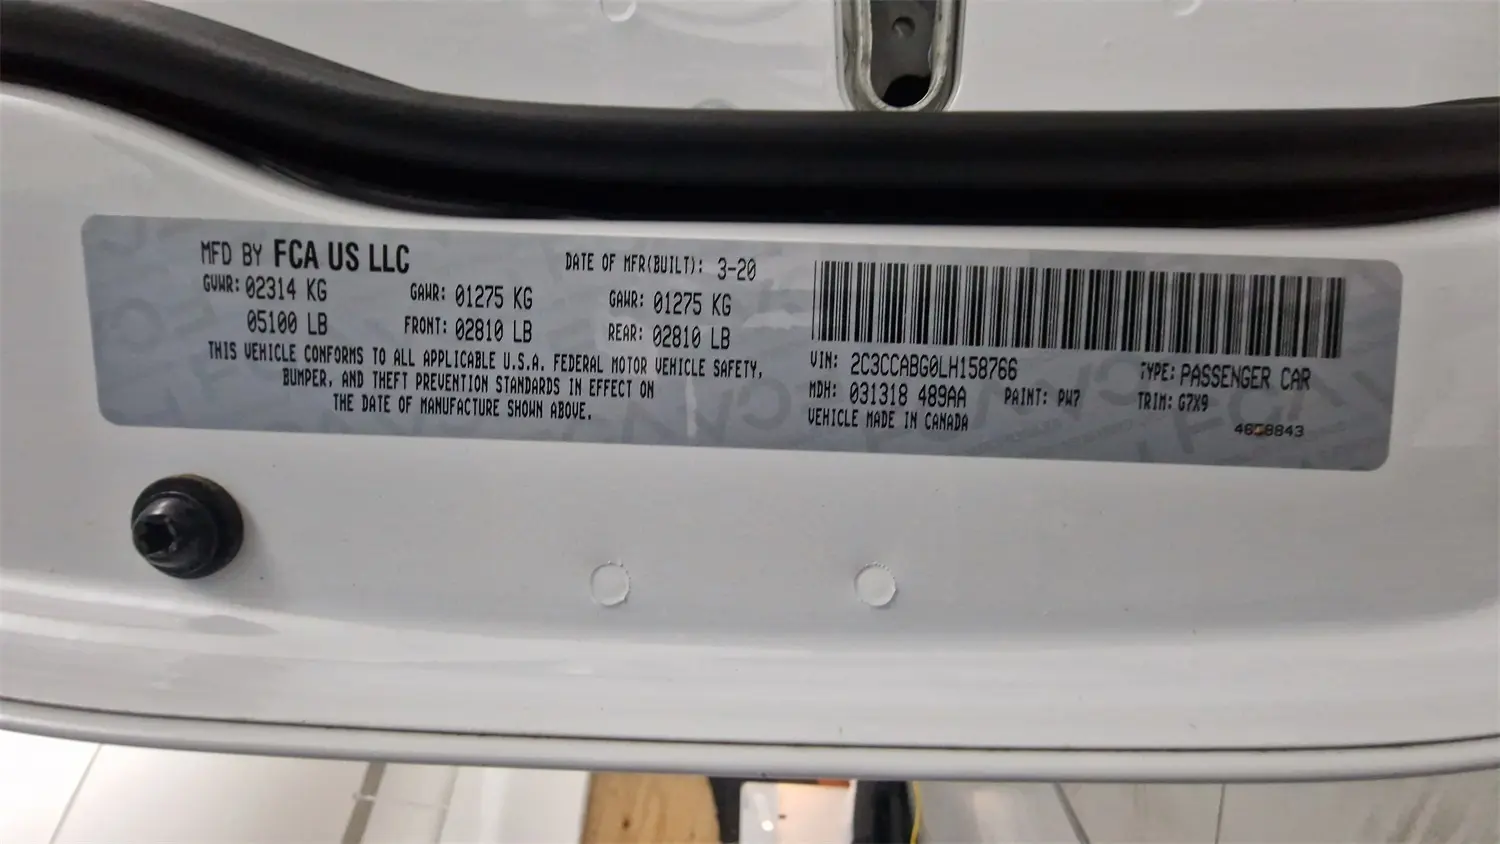 MFD BY FCA US LLC DATE OF MFR(BUILT): 3-20
GVWR: 02314 KG GAWR: 01275 KG GAWR: 01275 KG
05100 LB FRONT: 02810 LB REAR: 02810 LB
THIS VEHICLE CONFORMS TO ALL APPLICABLE U.S.A. FEDERAL MOTOR VEHICLE SAFETY,
BUMPER, AND THEFT PREVENTION STANDARDS IN EFFECT ON
THE DATE OF MANUFACTURE SHOWN ABOVE.
VIN: 2C3CCABG0LH158766 TYPE: PASSENGER CAR
MDH: 031318 489AA PAINT: PW7 TRIM: G7X9
VEHICLE MADE IN CANADA